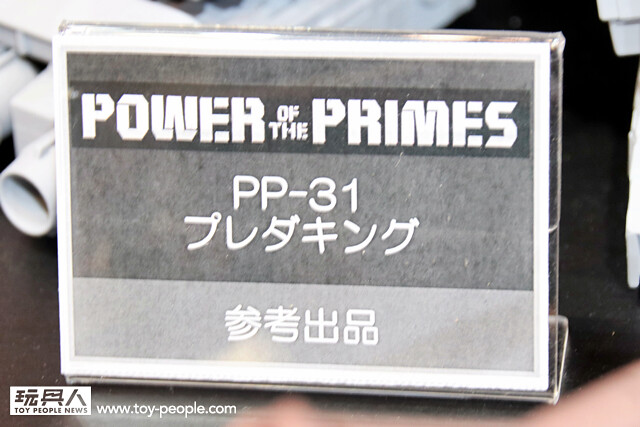 POWER OF THE PRIMES
PP-31
プレダキング
参考出品
玩具人
TOY PEOPLE NEWS
www.toy-people.com